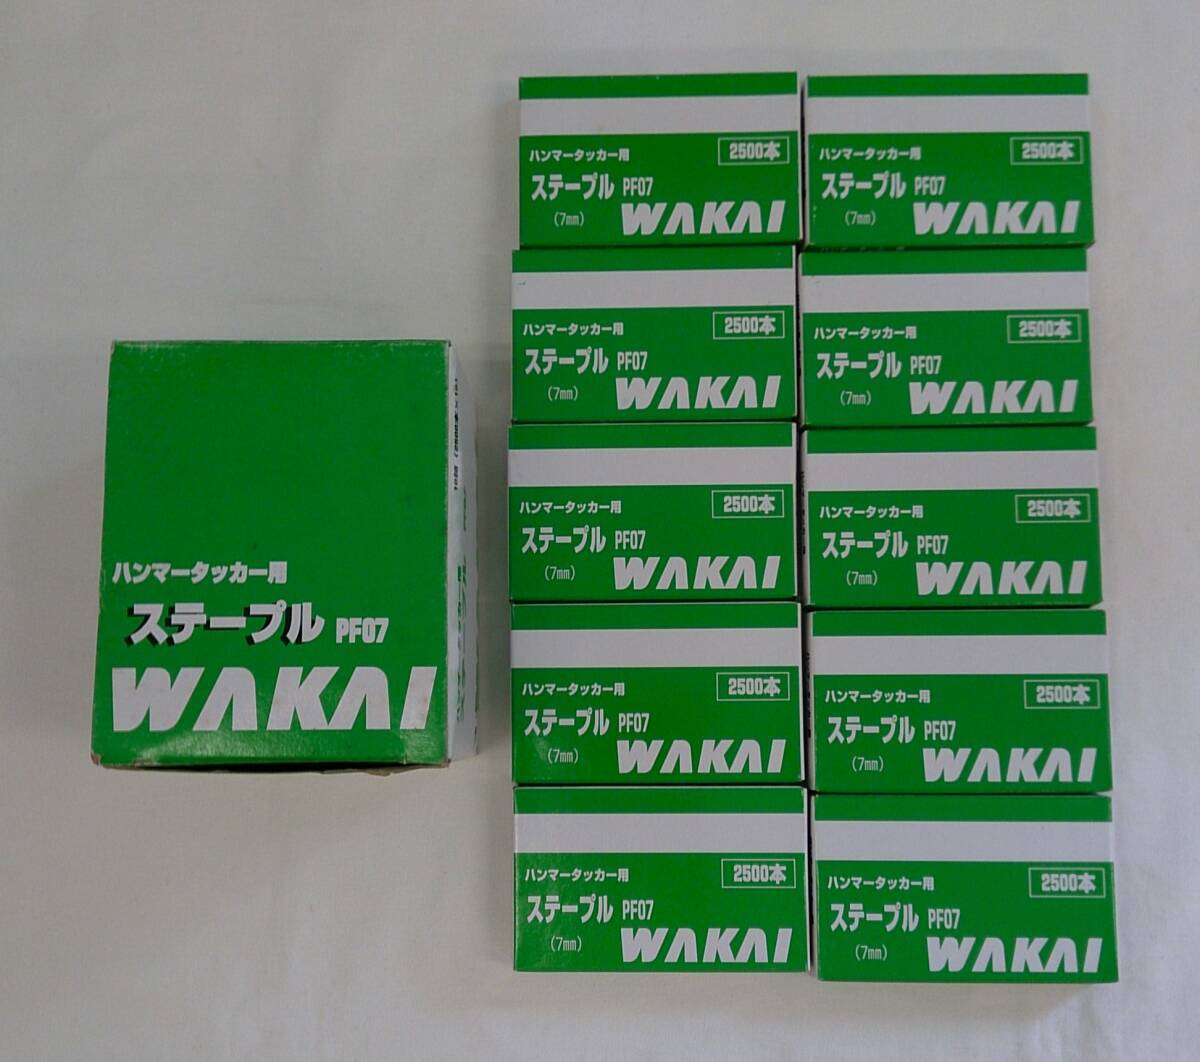 ハンマータッカー用
ステープル PF07
WAKAI
2500本
ハンマータッカー用
ステープル PF07
(7mm)
WAKAI
2500本
ハンマータッカー用
ステープル PF07
(7mm)
WAKAI
2500本
ハンマータッカー用
ステープル PF07
(7mm)
WAKAI
2500本
ハンマータッカー用
ステープル PF07
(7mm)
WAKAI
2500本
ハンマータッカー用
ステープル PF07
(7mm)
WAKAI
2500本
ハンマータッカー用
ステープル PF07
(7mm)
WAKAI
2500本
ハンマータッカー用
ステープル PF07
(7mm)
WAKAI
2500本
ハンマータッカー用
ステープル PF07
(7mm)
WAKAI
2500本
ハンマータッカー用
ステープル PF07
(7mm)
WAKAI
2500本
ハンマータッカー用
ステープル PF07
(7mm)
WAKAI